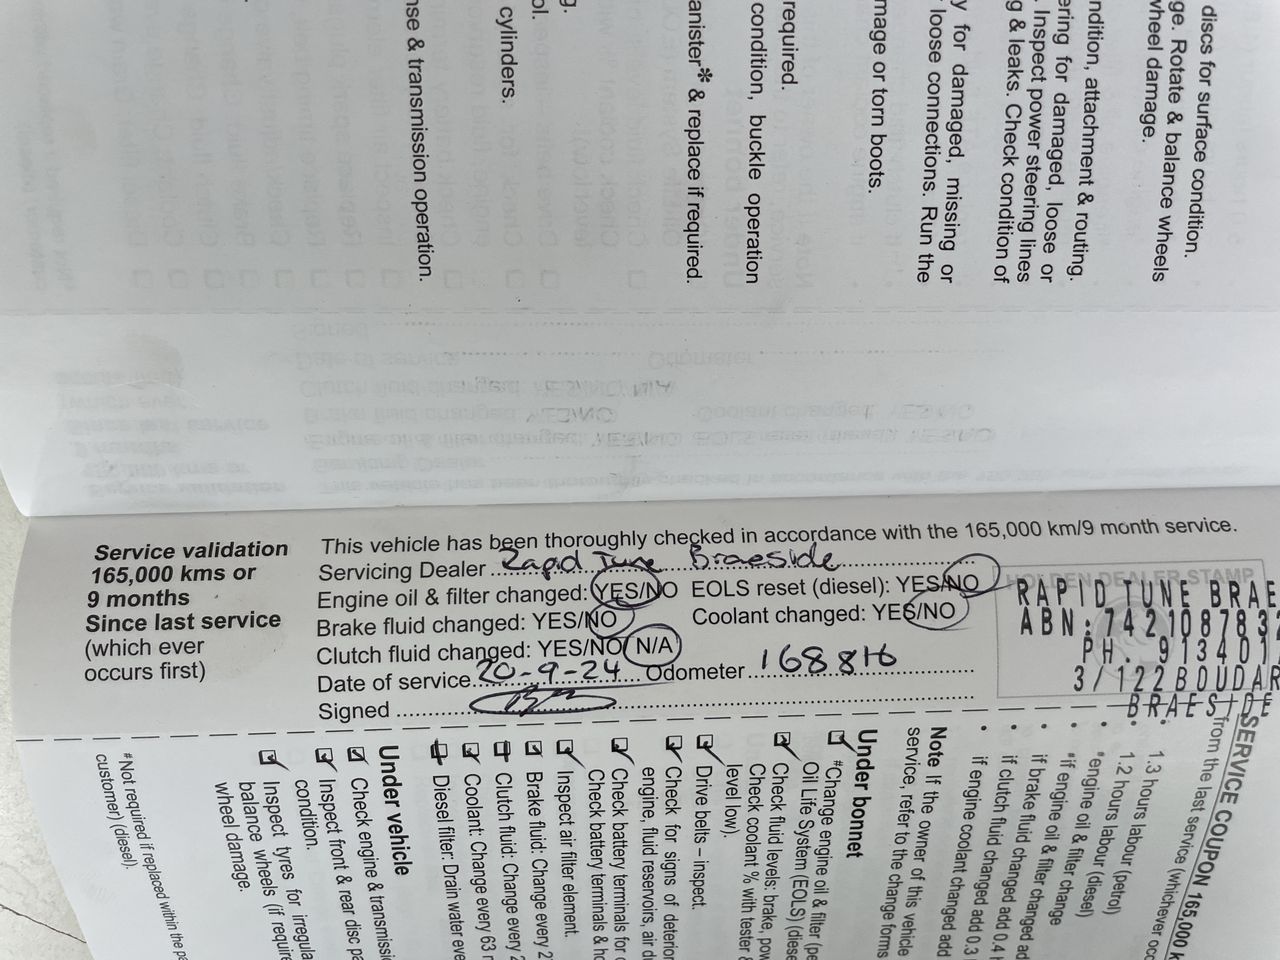 discs for surface condition.
ge. Rotate & balance wheels
wheel damage.
ndition, attachment & routing.
ering for damaged, loose or
. Inspect power steering lines
g & leaks. Check condition of
y for damaged, missing or
loose connections. Run the
mage or torn boots.
required.
condition, buckle operation
anister* & replace if required.
g.
ol.
cylinders.
nse & transmission operation.
Service validation
165,000 kms or
9 months
Since last service
(which ever
occurs first)
This vehicle has been thoroughly checked in accordance with the 165,000 km/9 month service.
Servicing Dealer Rapid Tune Braeside
Engine oil & filter changed: YES/NO EOLS reset (diesel): YES/NO
Brake fluid changed: YES/NO Coolant changed: YES/NO
Clutch fluid changed: YES/NO N/A
Date of service 20-9-24 Odometer 168816
Signed
HOLDEN DEALER STAMP
RAPID TUNE BRAE
ABN:7421087832
PH. 913401
3/122BOUDAR
BRAESIDE
SERVICE COUPON 165,000 k
from the last service (whichever occ
1.3 hours labour (petrol)
1.2 hours labour (diesel)
*engine oil & filter change
*if engine oil & filter changed ad
if brake fluid changed add 0.4 h
if clutch fluid changed add 0.3
if engine coolant changed add
Note If the owner of this vehicle
service, refer to the change forms
Under bonnet
#Change engine oil & filter (pe
Oil Life System (EOLS) (diese
Check fluid levels: brake, pow
Check coolant % with tester &
level low).
Drive belts – inspect.
Check for signs of deterior
engine, fluid reservoirs, air d
Check battery terminals for c
Check battery terminals & ho
Inspect air filter element.
Brake fluid: Change every 2
Clutch fluid: Change every 2
Coolant: Change every 63 m
Diesel filter: Drain water eve
Under vehicle
Check engine & transmissi
Inspect front & rear disc pa
condition.
Inspect tyres for irregula
balance wheels (if require
wheel damage.
#Not required if replaced within the pe
customer) (diesel).